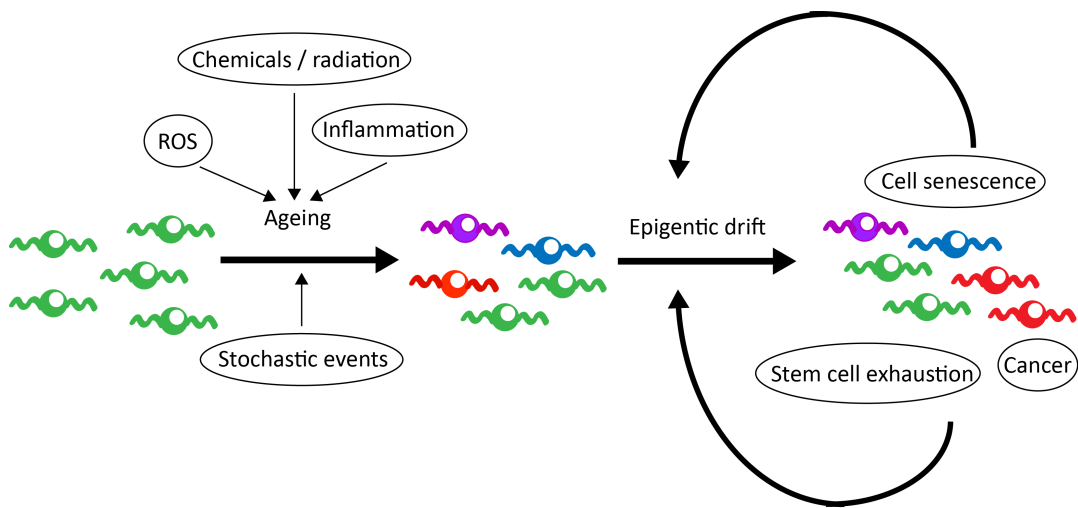 Chemicals / radiation
ROS
Inflammation
Ageing
Stochastic events
Epigentic drift
Cell senescence
Stem cell exhaustion
Cancer